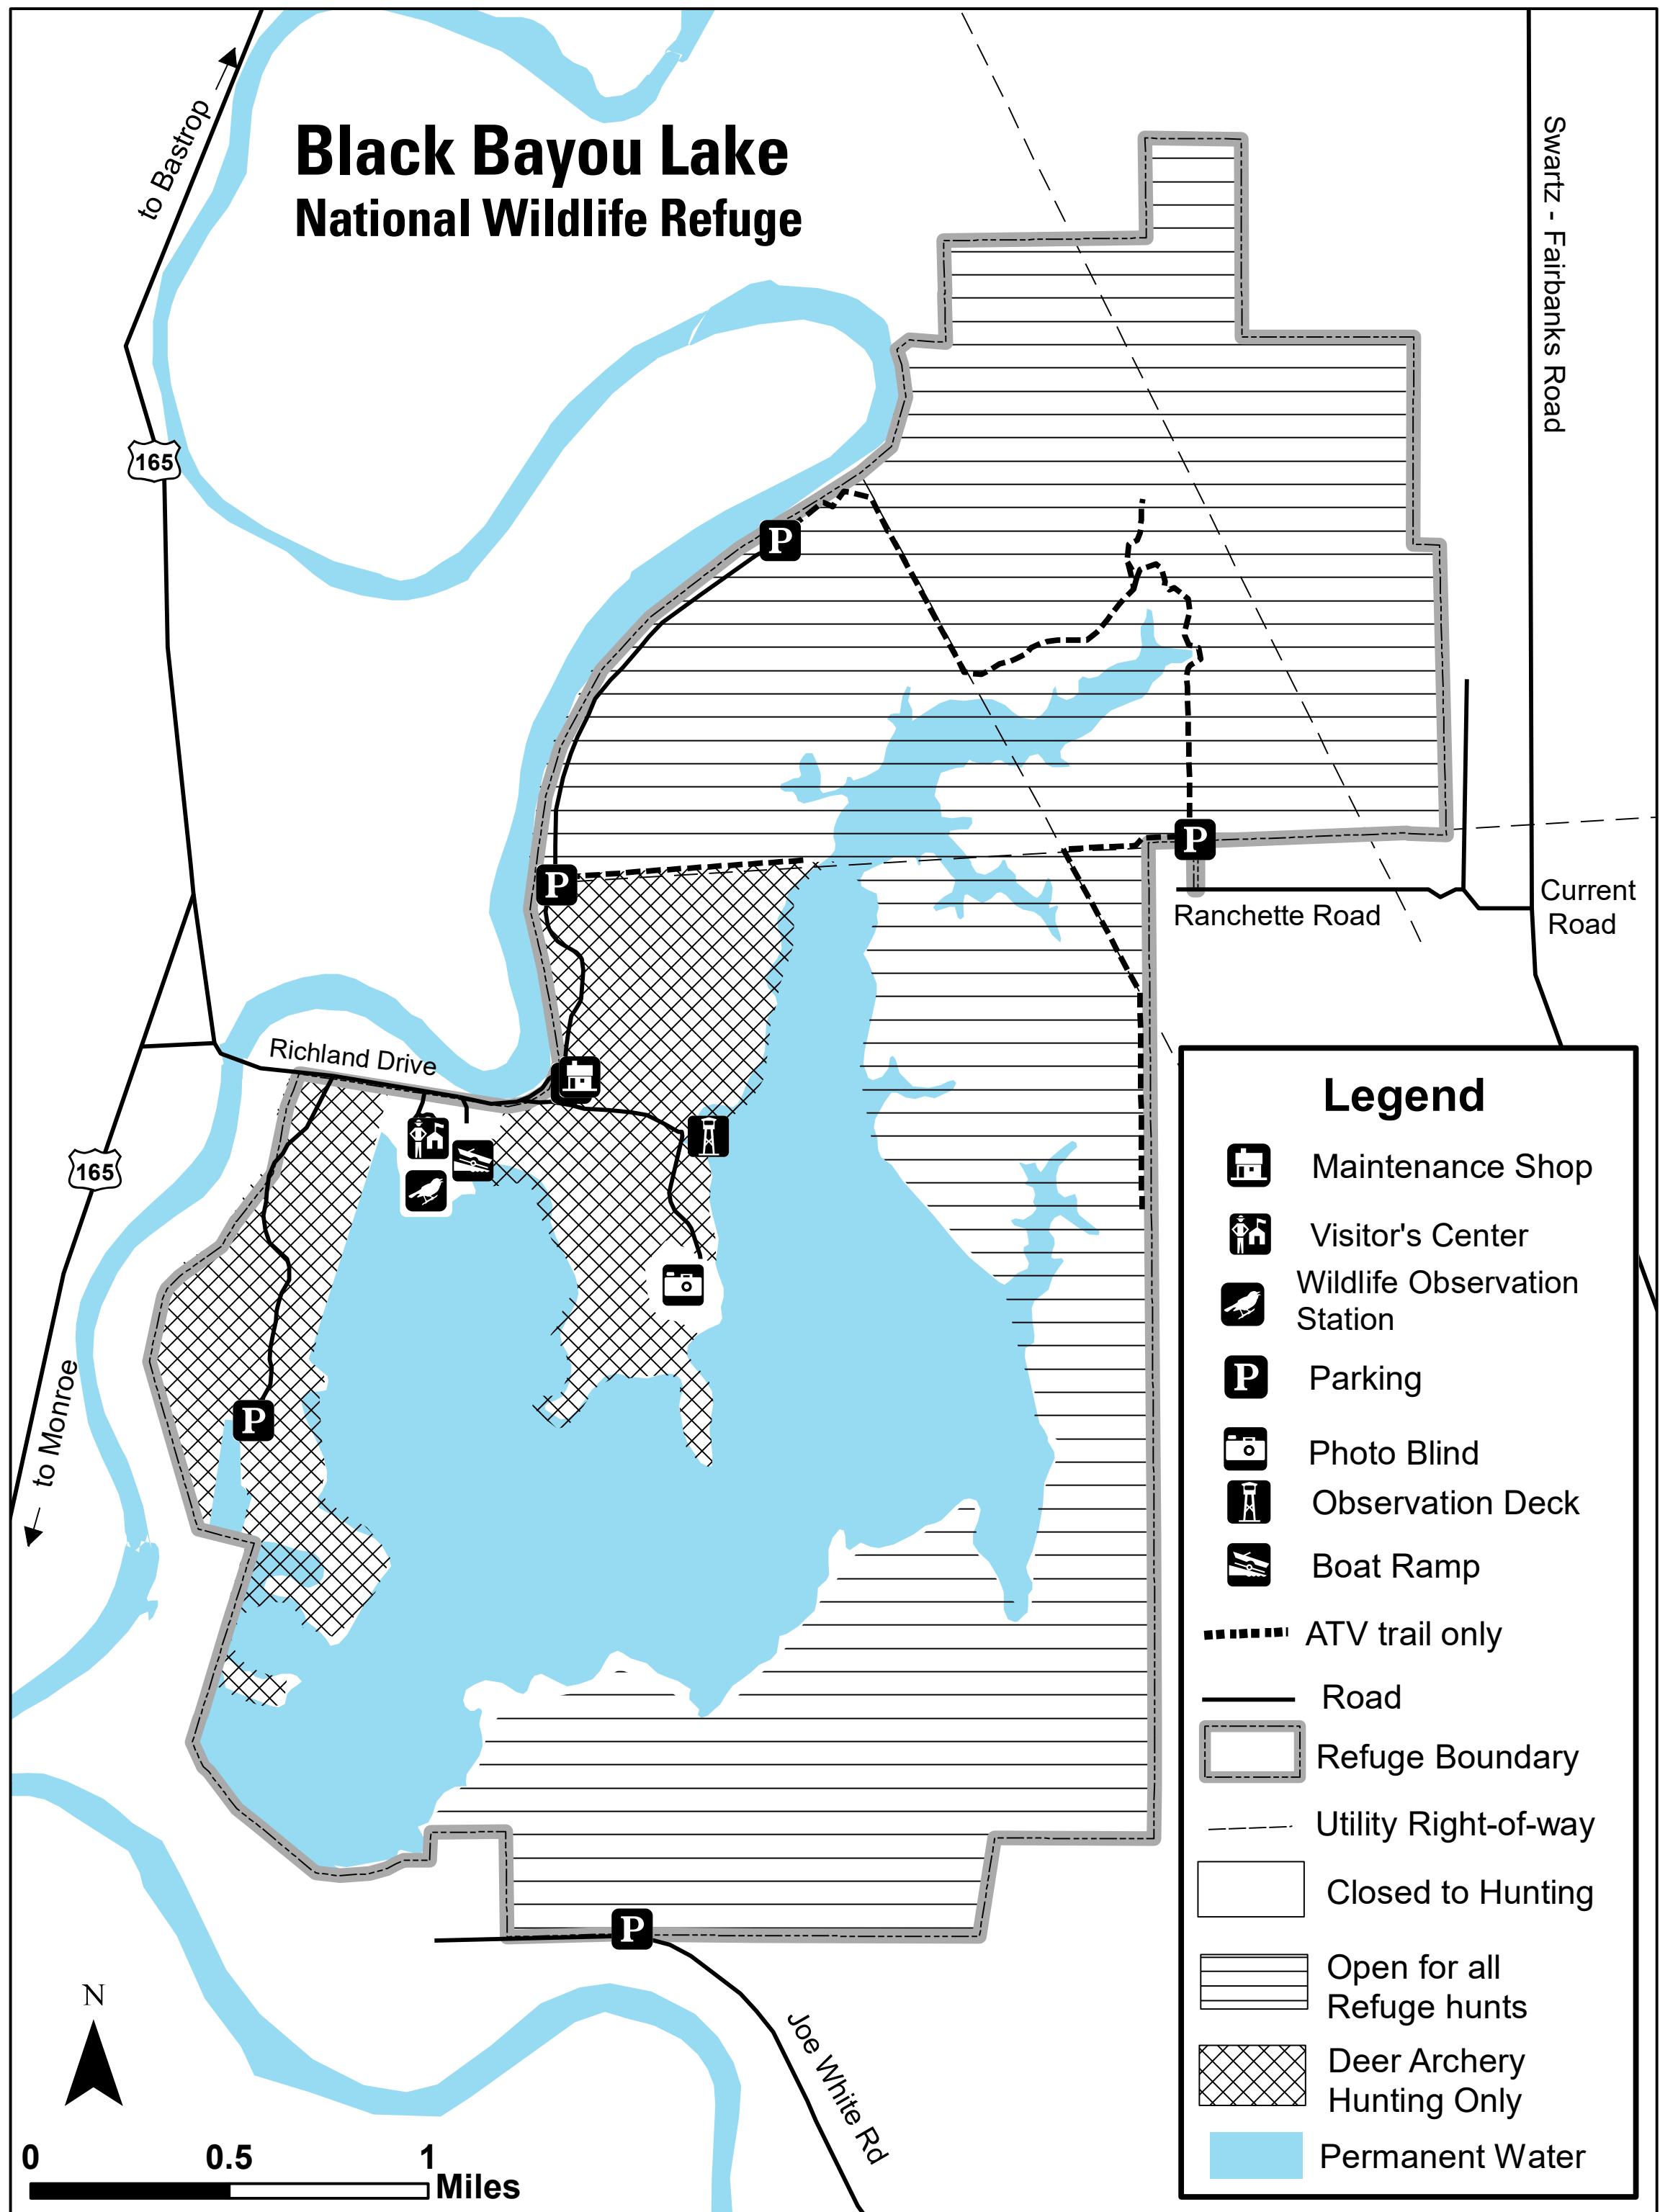 Black Bayou Lake
National Wildlife Refuge
to Bastrop
Swartz - Fairbanks Road
165
P
P
P
Current
Road
Ranchette Road
Richland Drive
165
P
to Monroe
P
Joe White Rd
N
0 0.5 1
Miles
Legend
Maintenance Shop
Visitor's Center
Wildlife Observation
Station
P Parking
Photo Blind
Observation Deck
Boat Ramp
ATV trail only
Road
Refuge Boundary
Utility Right-of-way
Closed to Hunting
Open for all
Refuge hunts
Deer Archery
Hunting Only
Permanent Water